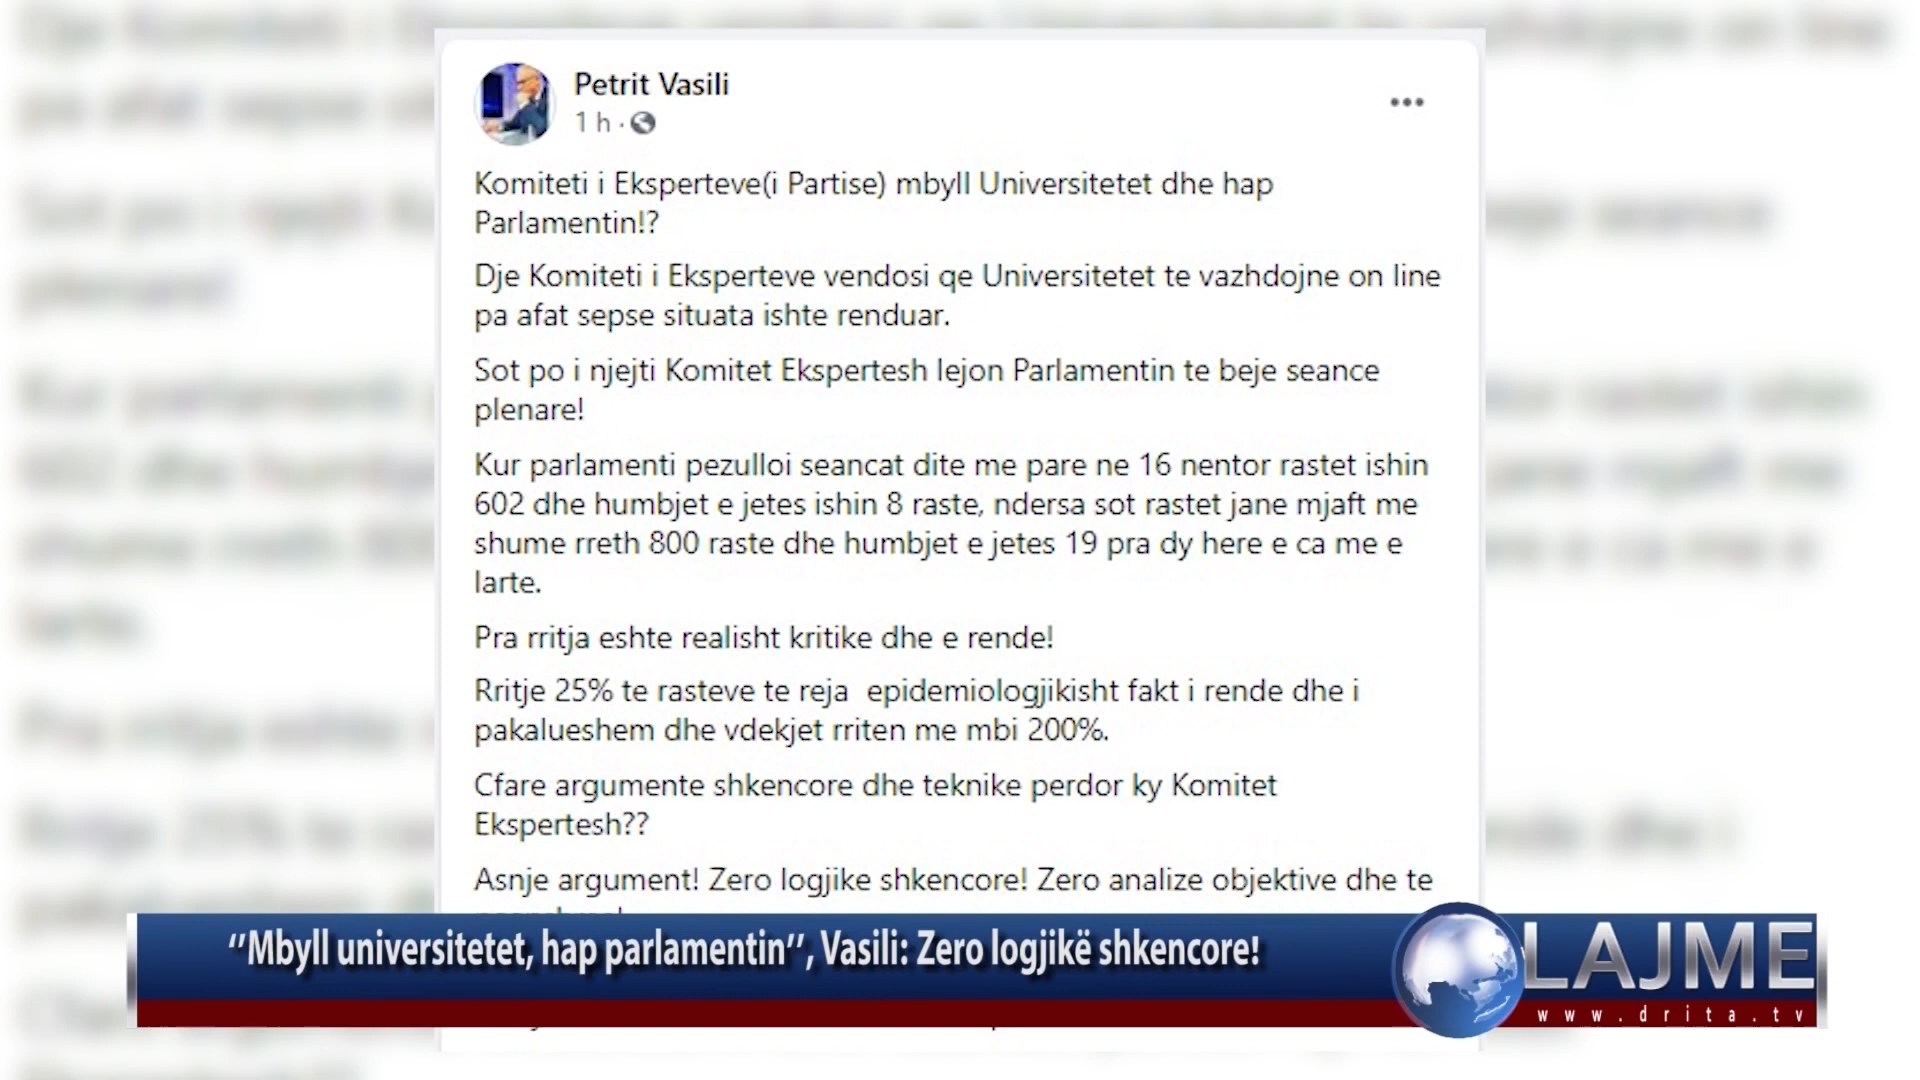 Petrit Vasili
1 h ·
Komiteti i Eksperteve(i Partise) mbyll Universitetet dhe hap
Parlamentin!?
Dje Komiteti i Eksperteve vendosi qe Universitetet te vazhdojne on line
pa afat sepse situata ishte renduar.
Sot po i njejti Komitet Ekspertesh lejon Parlamentin te beje seance
plenare!
Kur parlamenti pezulloi seancat dite me pare ne 16 nentor rastet ishin
602 dhe humbjet e jetes ishin 8 raste, ndersa sot rastet jane mjaft me
shume rreth 800 raste dhe humbjet e jetes 19 pra dy here e ca me e
larte.
Pra rritja eshte realisht kritike dhe e rende!
Rritje 25% te rasteve te reja epidemiologjikisht fakt i rende dhe i
pakalueshem dhe vdekjet rriten me mbi 200%.
Cfare argumente shkencore dhe teknike perdor ky Komitet
Ekspertesh??
Asnje argument! Zero logjike shkencore! Zero analize objektive dhe te
‘‘Mbyll universitetet, hap parlamentin’’, Vasili: Zero logjikë shkencore!
LAJME
www.drita.tv